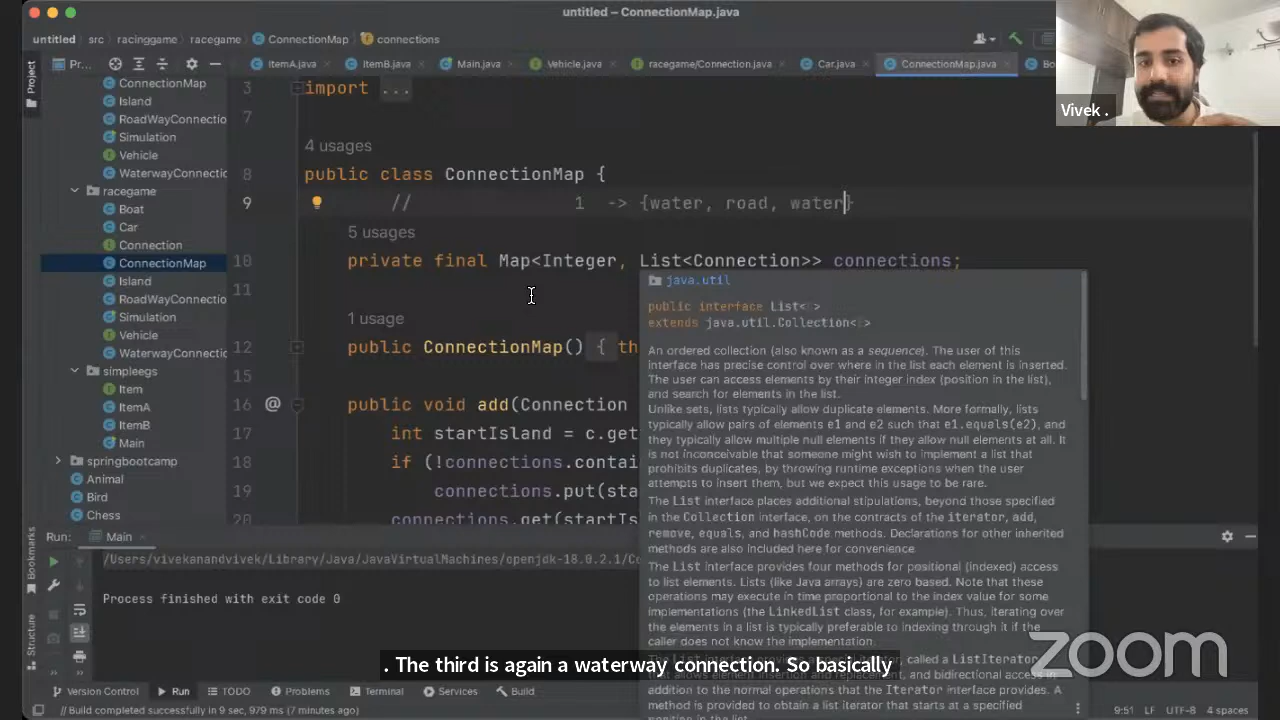 untitled – ConnectionMap.java
untitled
src
racinggame
racegame
ConnectionMap
connections
Project
Pr...
ItemA.java
ItemB.java
Main.java
Vehicle.java
racegame/Connection.java
Car.java
ConnectionMap.java
Bo
Vivek .
ConnectionMap
Island
RoadWayConnectio
Simulation
Vehicle
WaterwayConnectic
racegame
Boat
Car
Connection
ConnectionMap
Island
RoadWayConnectio
Simulation
Vehicle
WaterwayConnectic
simpleegs
Item
ItemA
ItemB
Main
springbootcamp
Animal
Bird
Chess
3 import ...
7
4 usages
8 public class ConnectionMap {
9 // 1 -> {water, road, water}
5 usages
10 private final Map<Integer, List<Connection>> connections;
11
1 usage
12 public ConnectionMap() { th
15
16 @ public void add(Connection
17 int startIsland = c.get
18 if (!connections.contai
19 connections.put(sta
20 connections.get(startIs
java.util
public interface List<E>
extends java.util.Collection<E>
An ordered collection (also known as a sequence). The user of this
interface has precise control over where in the list each element is inserted.
The user can access elements by their integer index (position in the list),
and search for elements in the list.
Unlike sets, lists typically allow duplicate elements. More formally, lists
typically allow pairs of elements e1 and e2 such that e1.equals(e2), and
they typically allow multiple null elements if they allow null elements at all. It
is not inconceivable that someone might wish to implement a list that
prohibits duplicates, by throwing runtime exceptions when the user
attempts to insert them, but we expect this usage to be rare.
The List interface places additional stipulations, beyond those specified
in the Collection interface, on the contracts of the iterator, add,
remove, equals, and hashCode methods. Declarations for other inherited
methods are also included here for convenience.
The List interface provides four methods for positional (indexed) access
to list elements. Lists (like Java arrays) are zero based. Note that these
operations may execute in time proportional to the index value for some
implementations (the LinkedList class, for example). Thus, iterating over
the elements in a list is typically preferable to indexing through it if the
caller does not know the implementation.
called a ListIterator
that allows element insertion and replacement, and bidirectional access in
addition to the normal operations that the Iterator interface provides. A
method is provided to obtain a list iterator that starts at a specified
position in the list.
Run:
Main
/Users/vivekanandvivek/Library/Java/JavaVirtualMachines/openjdk-18.0.2.1/Co
Process finished with exit code 0
Bookmarks
Structure
. The third is again a waterway connection. So basically
zoom
Version Control
Run
TODO
Problems
Terminal
Services
Build
// Build completed successfully in 9 sec, 979 ms (7 minutes ago)
9:51
LF
UTF-8
4 spaces